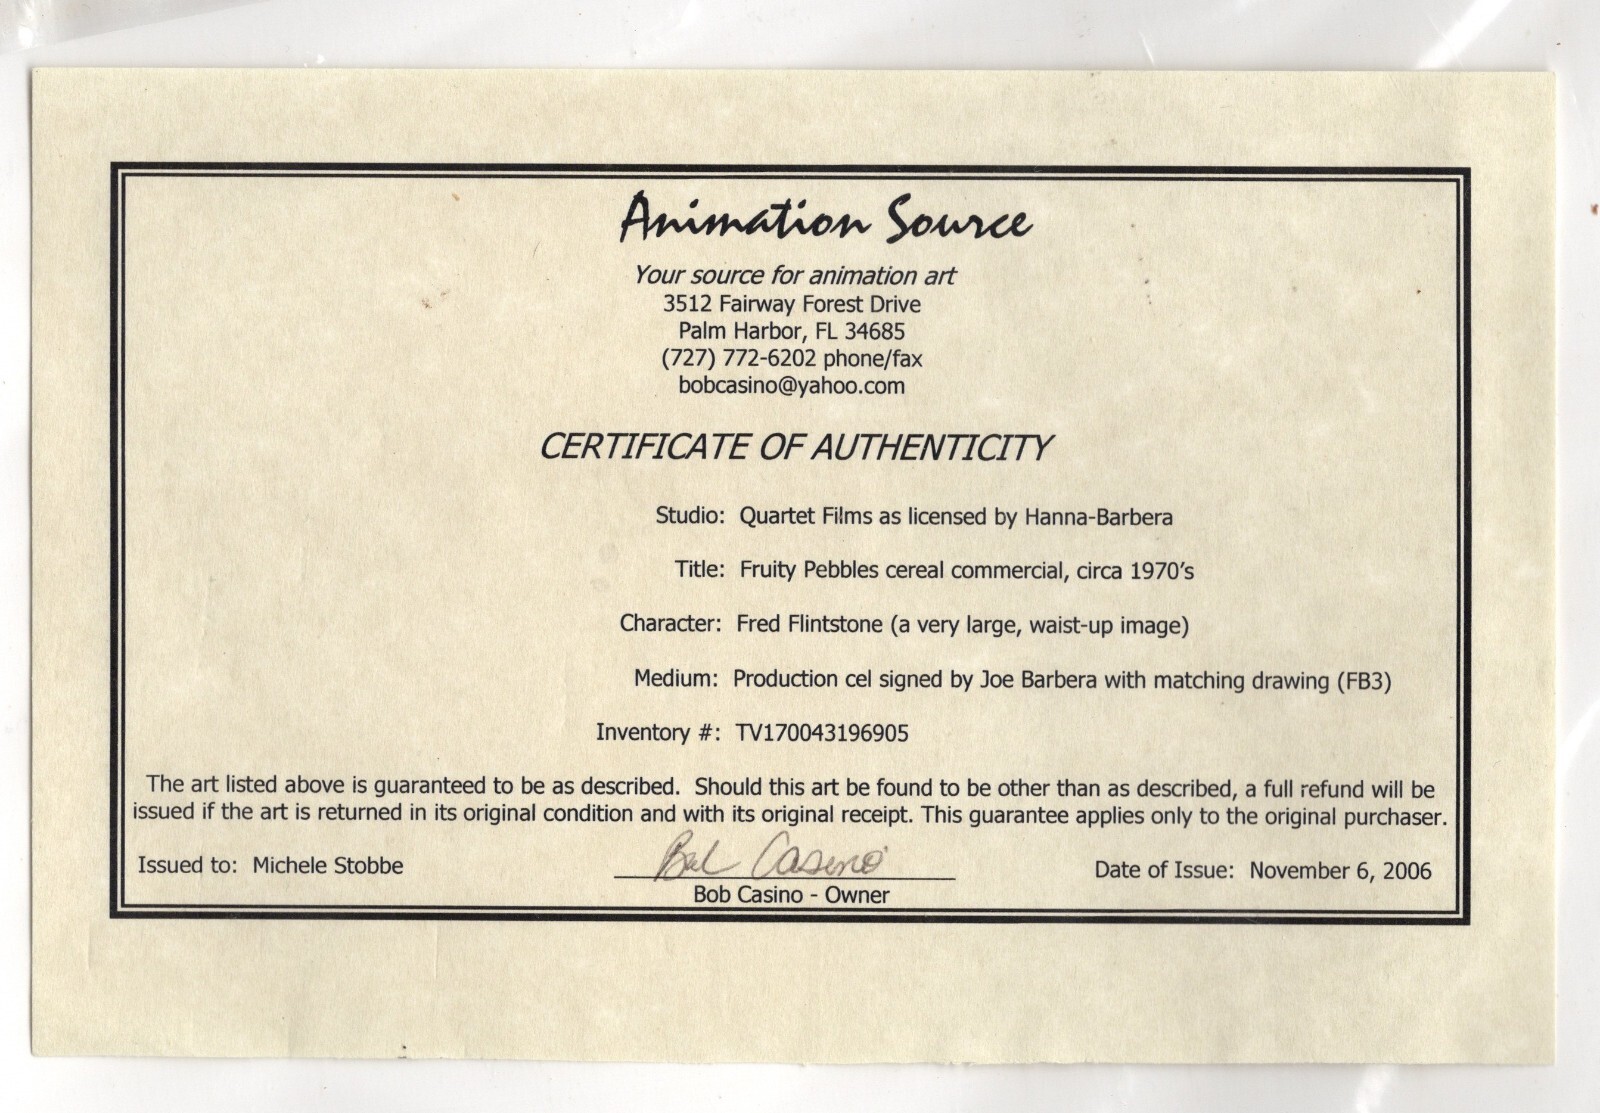 Animation Source
Your source for animation art
3512 Fairway Forest Drive
Palm Harbor, FL 34685
(727) 772-6202 phone/fax
bobcasino@yahoo.com
CERTIFICATE OF AUTHENTICITY
Studio: Quartet Films as licensed by Hanna-Barbera
Title: Fruity Pebbles cereal commercial, circa 1970's
Character: Fred Flintstone (a very large, waist-up image)
Medium: Production cel signed by Joe Barbera with matching drawing (FB3)
Inventory #: TV170043196905
The art listed above is guaranteed to be as described. Should this art be found to be other than as described, a full refund will be
issued if the art is returned in its original condition and with its original receipt. This guarantee applies only to the original purchaser.
Issued to: Michele Stobbe Bob Casino Date of Issue: November 6, 2006
Bob Casino - Owner